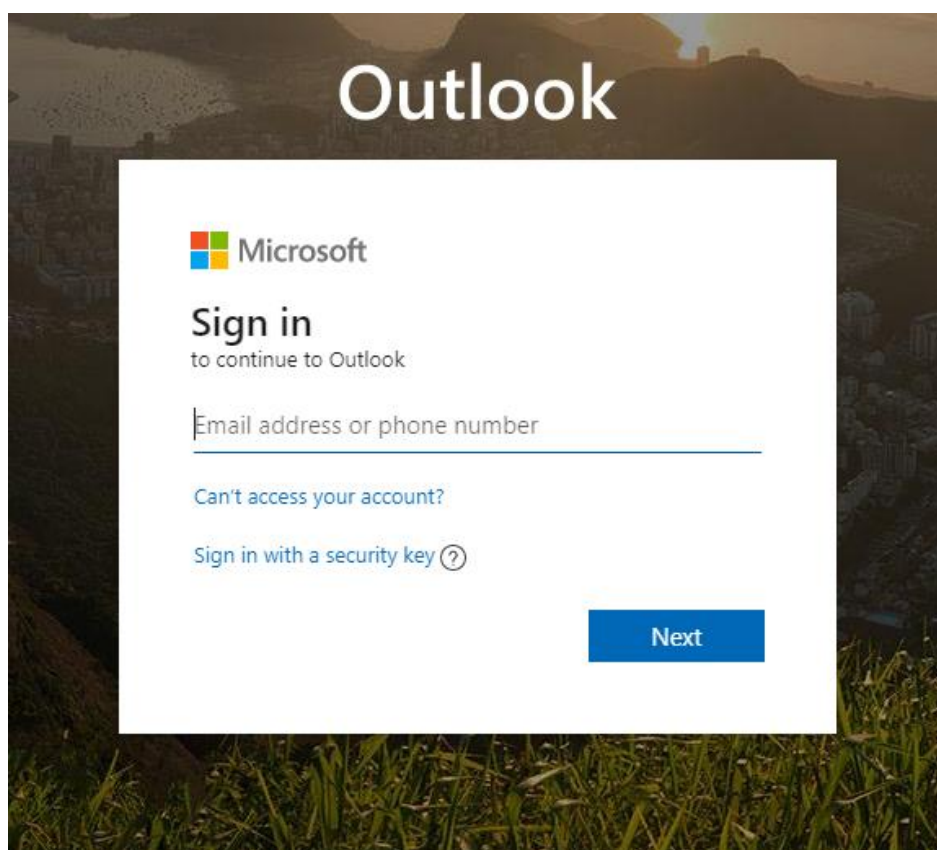 Outlook
Microsoft
Sign in
to continue to Outlook
Email address or phone number
Can't access your account?
Sign in with a security key
Next